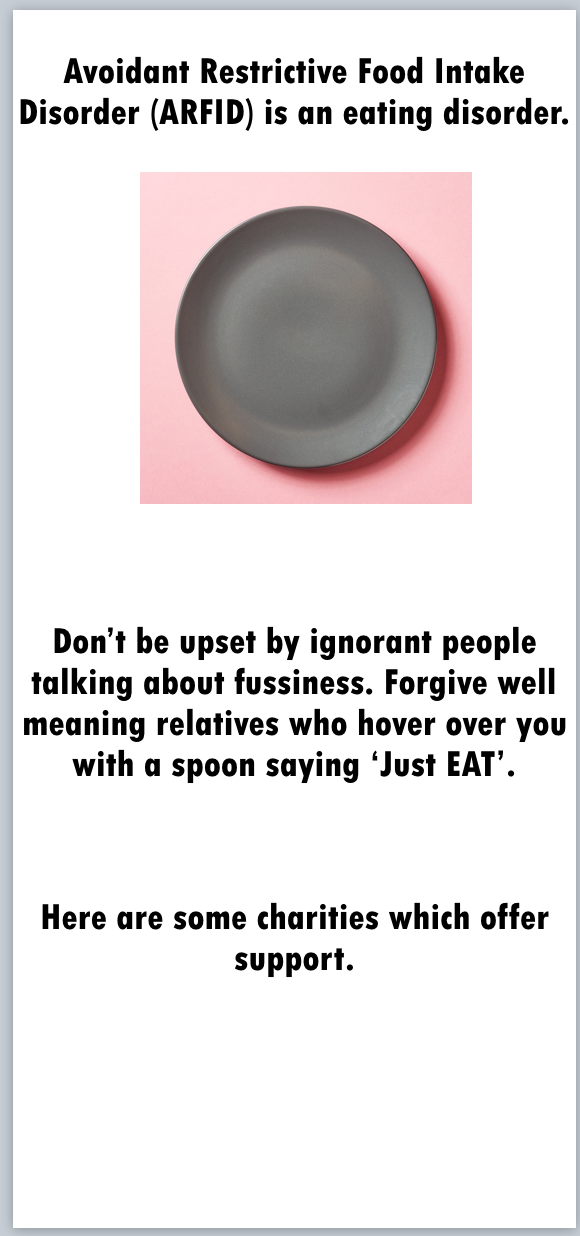 Avoidant Restrictive Food Intake
Disorder (ARFID) is an eating disorder.
Don’t be upset by ignorant people
talking about fussiness. Forgive well
meaning relatives who hover over you
with a spoon saying ‘Just EAT’.
Here are some charities which offer
support.